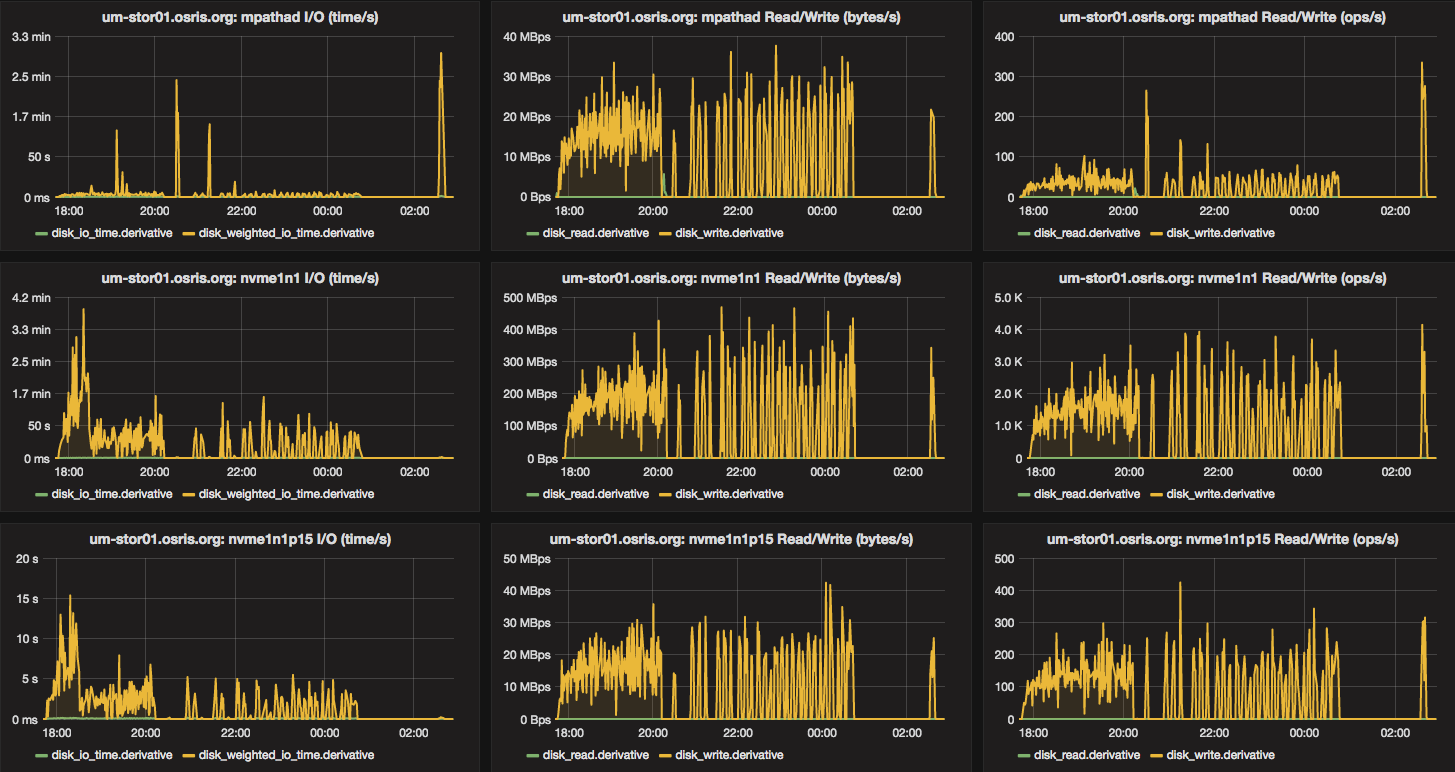 um-stor01.osris.org: mpathad I/O (time/s)
3.3 min
2.5 min
1.7 min
50 s
0 ms
18:00 20:00 22:00 00:00 02:00
disk_io_time.derivative disk_weighted_io_time.derivative
um-stor01.osris.org: mpathad Read/Write (bytes/s)
40 MBps
30 MBps
20 MBps
10 MBps
0 Bps
18:00 20:00 22:00 00:00 02:00
disk_read.derivative disk_write.derivative
um-stor01.osris.org: mpathad Read/Write (ops/s)
400
300
200
100
0
18:00 20:00 22:00 00:00 02:00
disk_read.derivative disk_write.derivative
um-stor01.osris.org: nvme1n1 I/O (time/s)
4.2 min
3.3 min
2.5 min
1.7 min
50 s
0 ms
18:00 20:00 22:00 00:00 02:00
disk_io_time.derivative disk_weighted_io_time.derivative
um-stor01.osris.org: nvme1n1 Read/Write (bytes/s)
500 MBps
400 MBps
300 MBps
200 MBps
100 MBps
0 Bps
18:00 20:00 22:00 00:00 02:00
disk_read.derivative disk_write.derivative
um-stor01.osris.org: nvme1n1 Read/Write (ops/s)
5.0 K
4.0 K
3.0 K
2.0 K
1.0 K
0
18:00 20:00 22:00 00:00 02:00
disk_read.derivative disk_write.derivative
um-stor01.osris.org: nvme1n1p15 I/O (time/s)
20 s
15 s
10 s
5 s
0 ms
18:00 20:00 22:00 00:00 02:00
disk_io_time.derivative disk_weighted_io_time.derivative
um-stor01.osris.org: nvme1n1p15 Read/Write (bytes/s)
50 MBps
40 MBps
30 MBps
20 MBps
10 MBps
0 Bps
18:00 20:00 22:00 00:00 02:00
disk_read.derivative disk_write.derivative
um-stor01.osris.org: nvme1n1p15 Read/Write (ops/s)
500
400
300
200
100
0
18:00 20:00 22:00 00:00 02:00
disk_read.derivative disk_write.derivative